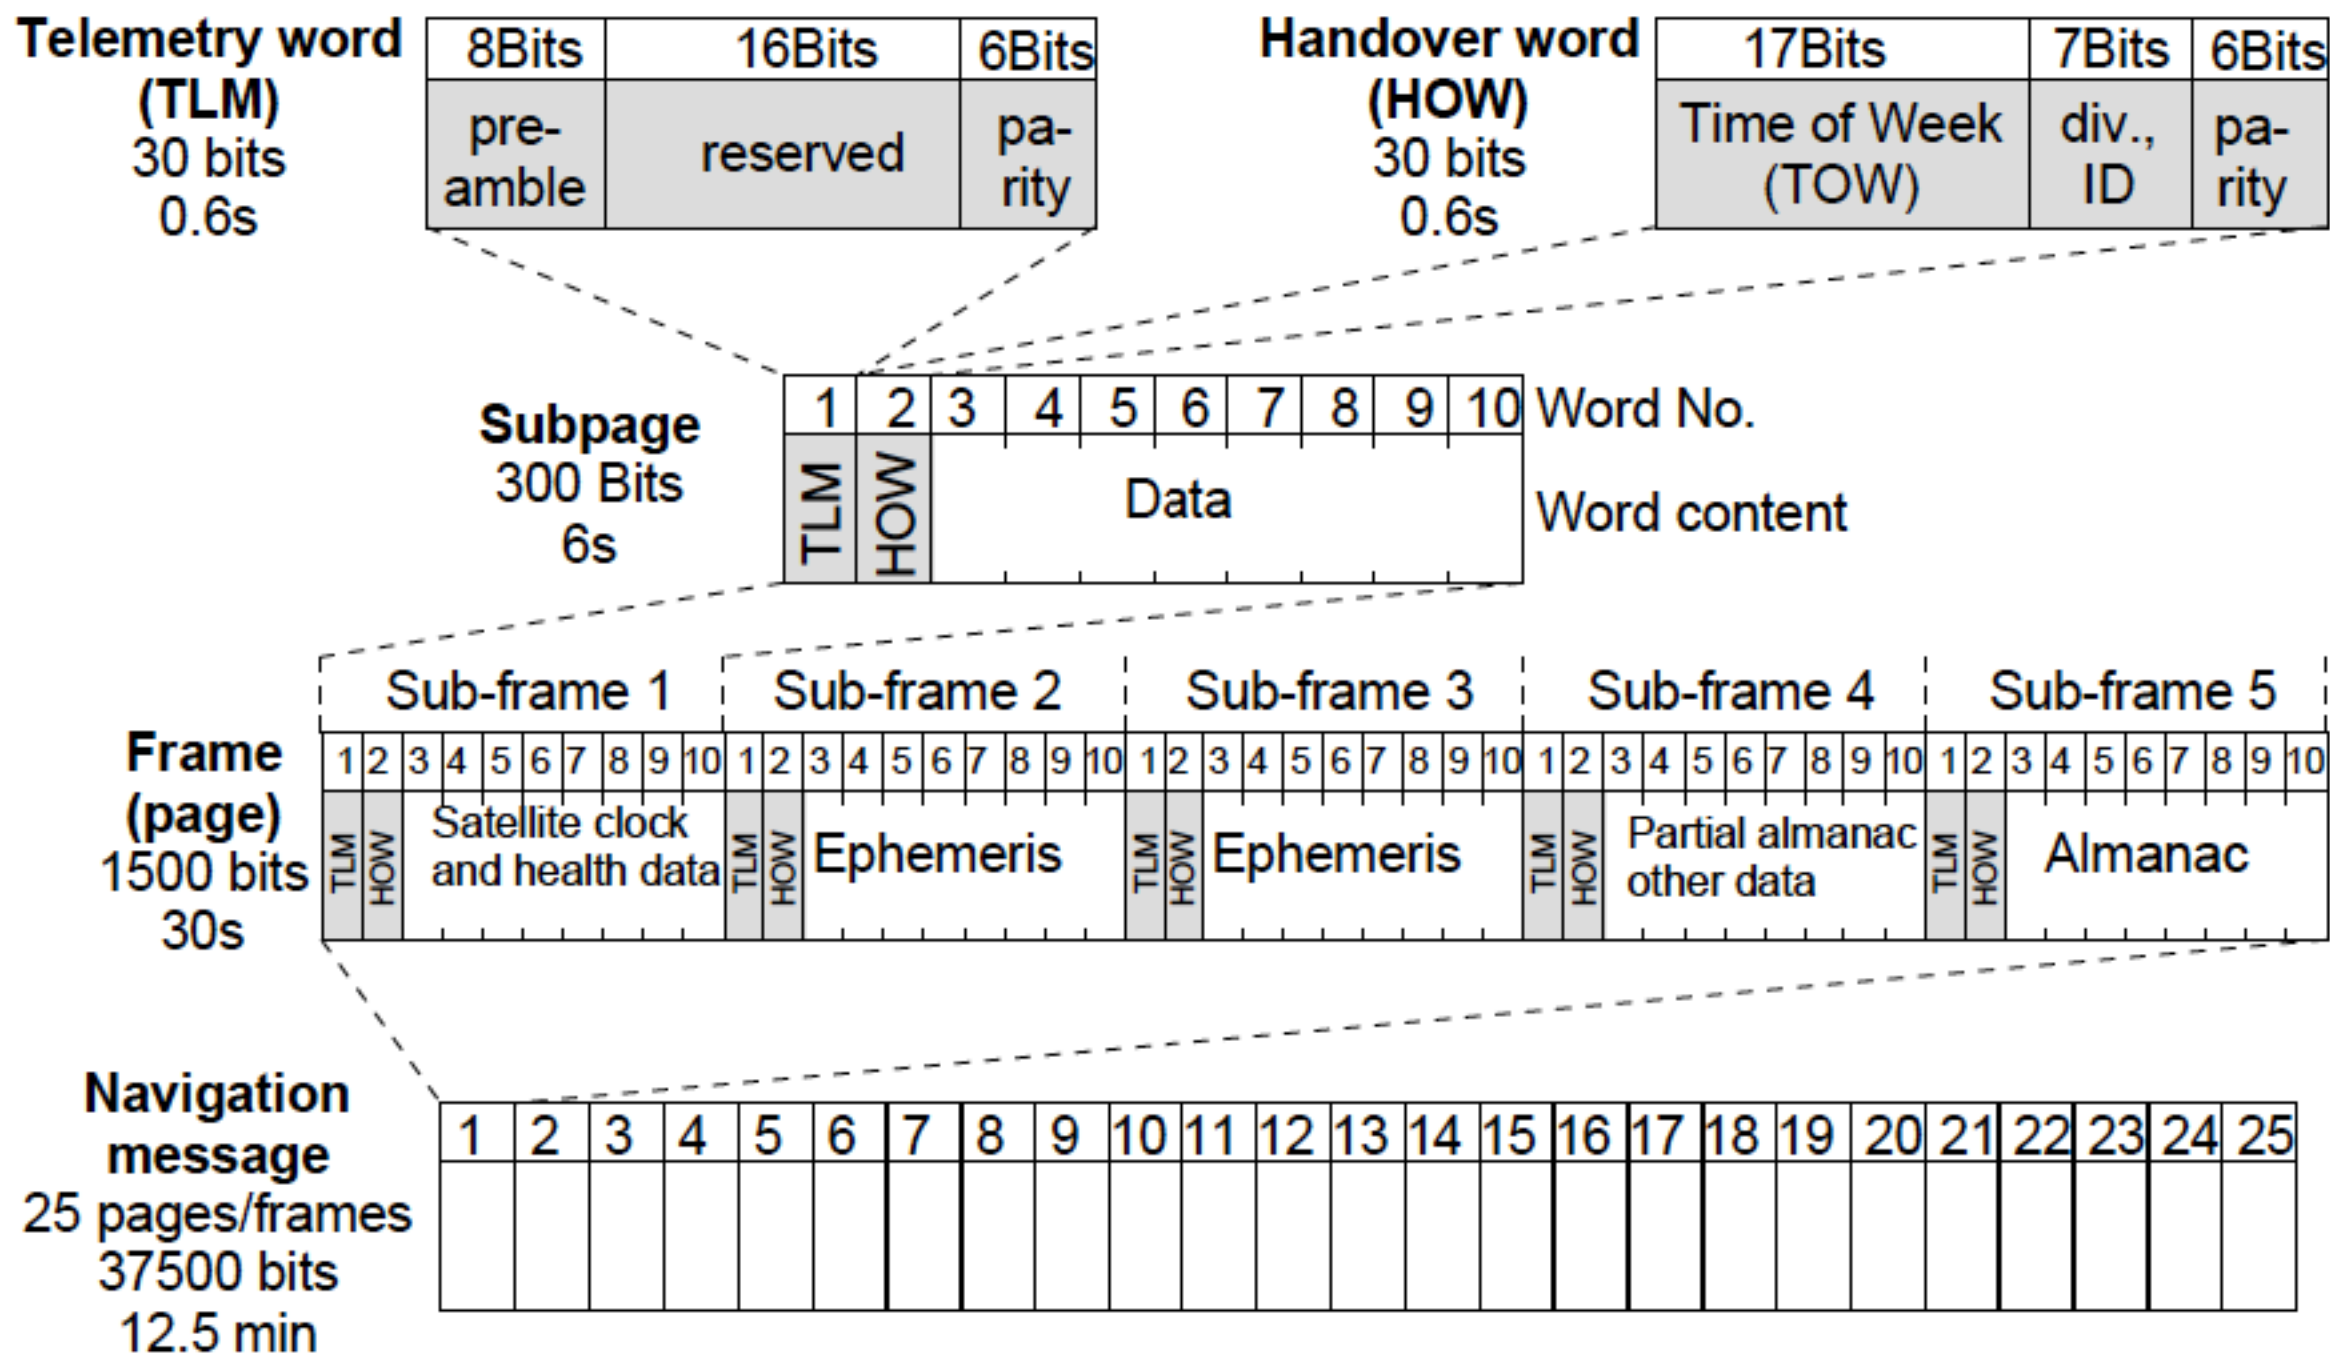 Telemetry word
(TLM)
30 bits
0.6s
8Bits 16Bits 6Bits
pre-
amble
reserved
pa-
rity
Handover word
(HOW)
30 bits
0.6s
17Bits 7Bits 6Bits
Time of Week
(TOW)
div.,
ID
pa-
rity
Subpage
300 Bits
6s
1 2 3 4 5 6 7 8 9 10 Word No.
TLM HOW Data Word content
Sub-frame 1 Sub-frame 2 Sub-frame 3 Sub-frame 4 Sub-frame 5
Frame
(page)
1500 bits
30s
1 2 3 4 5 6 7 8 9 10 1 2 3 4 5 6 7 8 9 10 1 2 3 4 5 6 7 8 9 10 1 2 3 4 5 6 7 8 9 10 1 2 3 4 5 6 7 8 9 10
TLM HOW
Satellite clock
and health data
TLM HOW Ephemeris
TLM HOW Ephemeris
TLM HOW
Partial almanac
other data
TLM HOW Almanac
Navigation
message
25 pages/frames
37500 bits
12.5 min
1 2 3 4 5 6 7 8 9 10 11 12 13 14 15 16 17 18 19 20 21 22 23 24 25